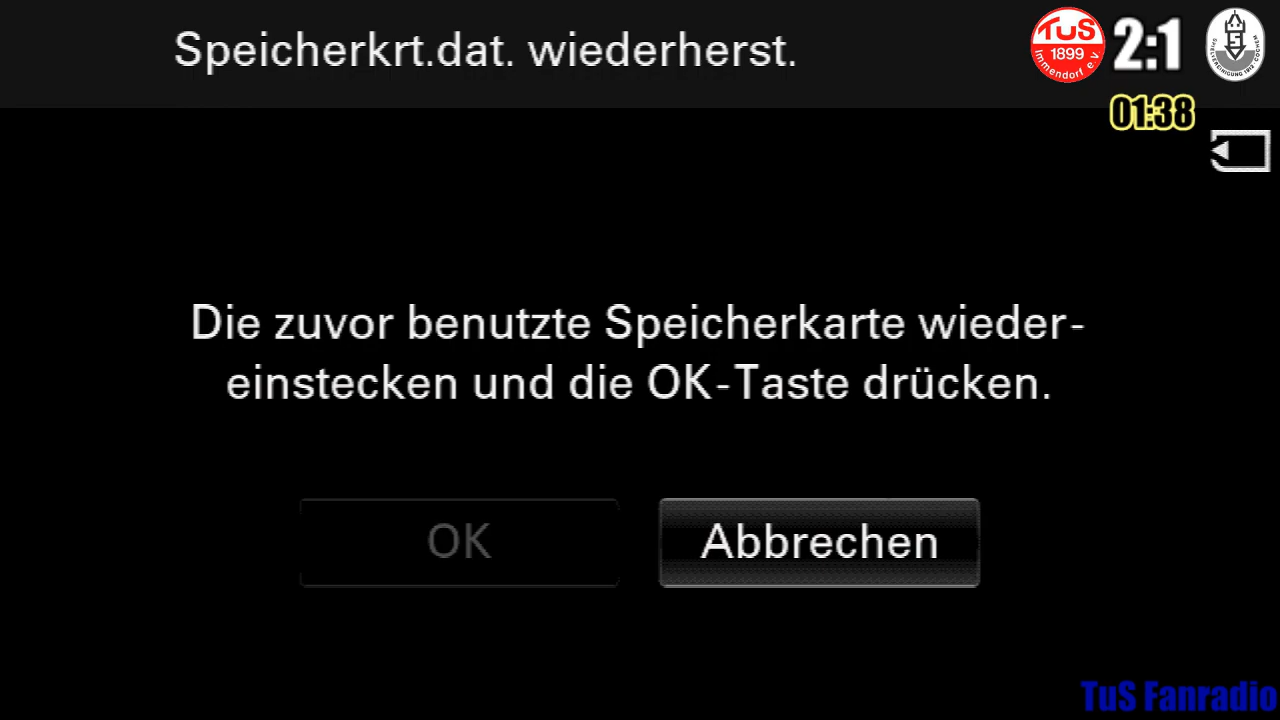 Speicherkrt.dat. wiederherst.
TuS
1899
Immendorf e.V
2:1
01:38
Die zuvor benutzte Speicherkarte wieder-
einstecken und die OK-Taste drücken.
OK
Abbrechen
TuS Fanradio